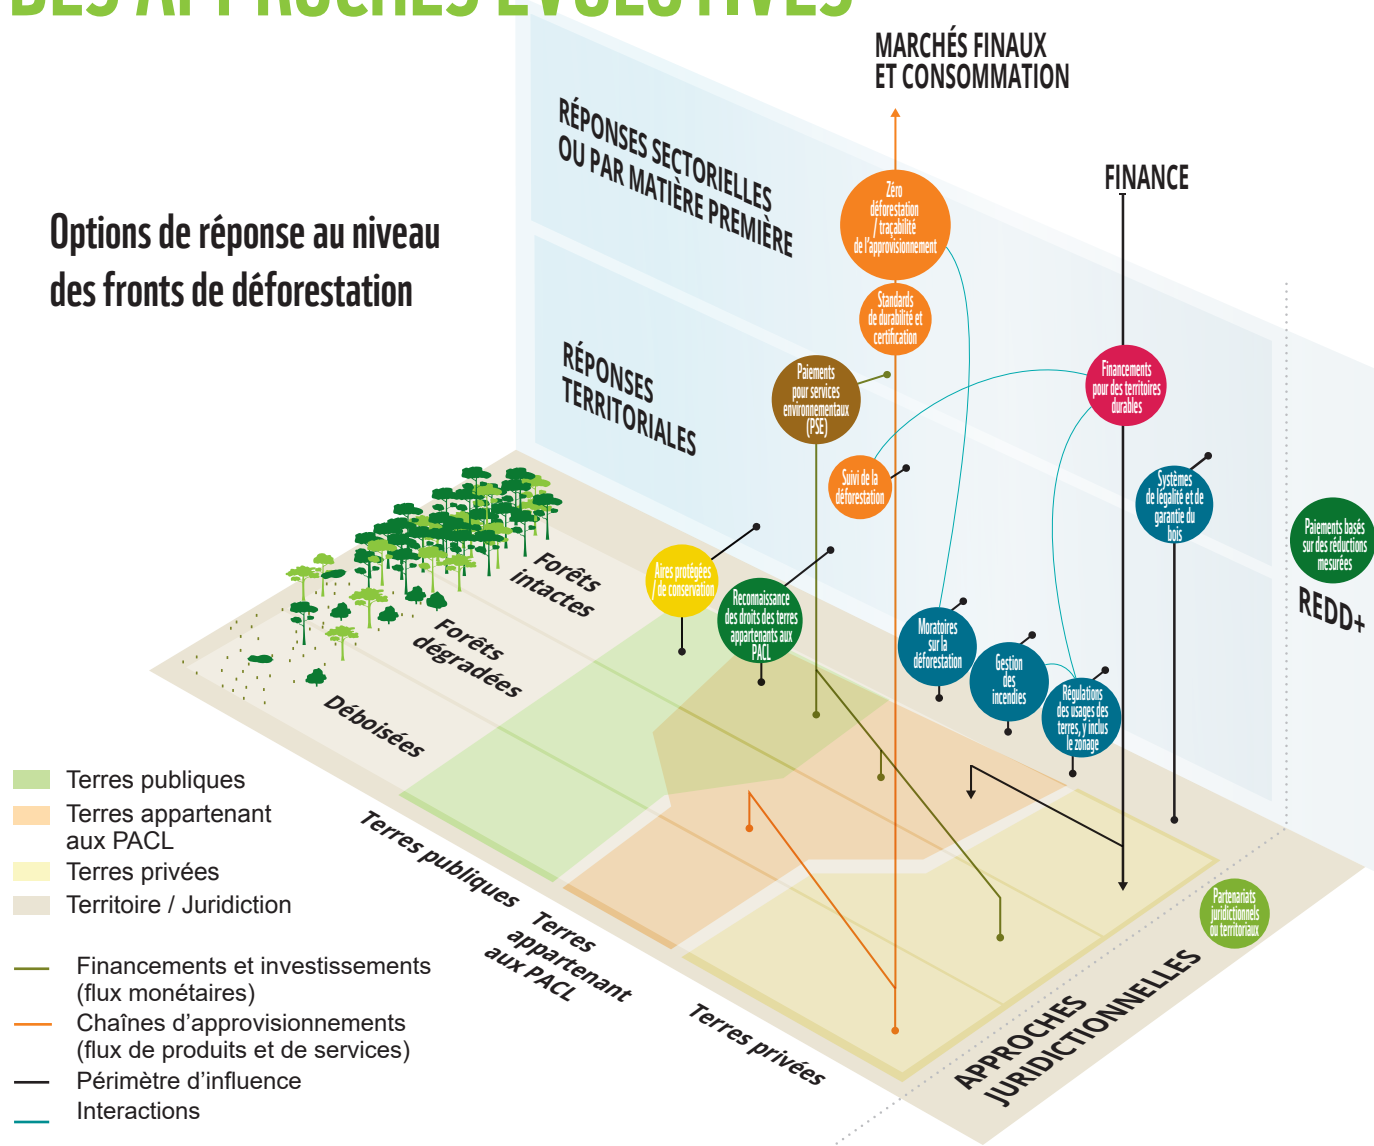 DES APPROCHES ÉVOLUTIVES
Options de réponse au niveau
des fronts de déforestation
MARCHÉS FINAUX
ET CONSOMMATION
FINANCE
RÉPONSES SECTORIELLES
OU PAR MATIÈRE PREMIÈRE
RÉPONSES
TERRITORIALES
Zéro
déforestation
/ traçabilité
de l'approvisionnement
Standards
de durabilité et
certification
Paiements
pour services
environnementaux
(PSE)
Financements
pour des territoires
durables
Suivi de la
déforestation
Systèmes
de légalité et de
garantie du
bois
Paiements basés
sur des réductions
mesurées
REDD+
Aires protégées
/ de conservation
Reconnaissance
des droits des terres
appartenants aux
PACL
Moratoires
sur la
déforestation
Gestion
des
incendies
Régulations
des usages des
terres, y inclus
le zonage
Partenariats
juridictionnels
ou territoriaux
Forêts
intactes
Forêts
dégradées
Déboisées
Terres publiques
Terres
appartenant
aux PACL
Terres privées
APPROCHES
JURIDICTIONNELLES
Terres publiques
Terres appartenant
aux PACL
Terres privées
Territoire / Juridiction
Financements et investissements
(flux monétaires)
Chaînes d'approvisionnements
(flux de produits et de services)
Périmètre d'influence
Interactions